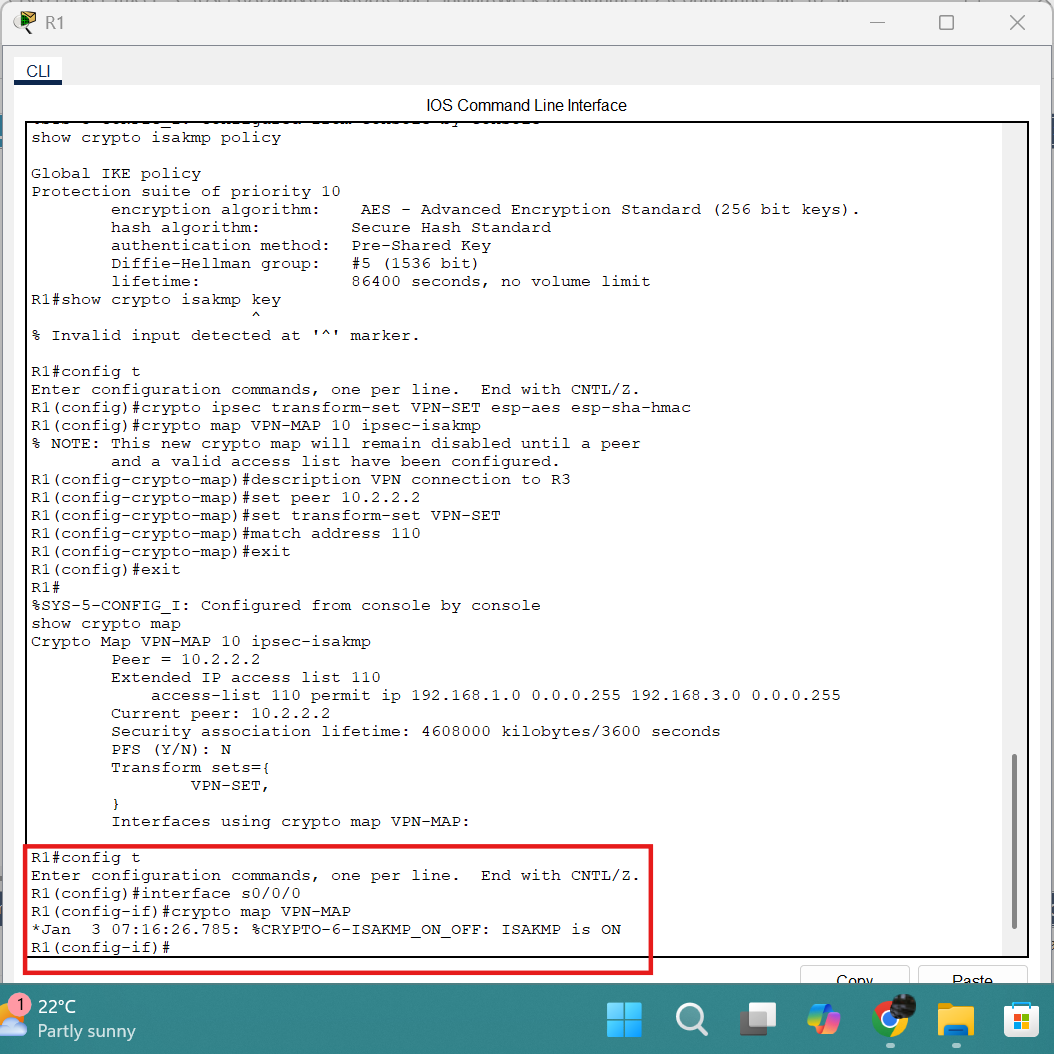 R1
CLI
IOS Command Line Interface
show crypto isakmp policy
Global IKE policy
Protection suite of priority 10
encryption algorithm: AES - Advanced Encryption Standard (256 bit keys).
hash algorithm: Secure Hash Standard
authentication method: Pre-Shared Key
Diffie-Hellman group: #5 (1536 bit)
lifetime: 86400 seconds, no volume limit
R1#show crypto isakmp key
^
% Invalid input detected at '^' marker.
R1#config t
Enter configuration commands, one per line. End with CNTL/Z.
R1(config)#crypto ipsec transform-set VPN-SET esp-aes esp-sha-hmac
R1(config)#crypto map VPN-MAP 10 ipsec-isakmp
% NOTE: This new crypto map will remain disabled until a peer
and a valid access list have been configured.
R1(config-crypto-map)#description VPN connection to R3
R1(config-crypto-map)#set peer 10.2.2.2
R1(config-crypto-map)#set transform-set VPN-SET
R1(config-crypto-map)#match address 110
R1(config-crypto-map)#exit
R1(config)#exit
R1#
%SYS-5-CONFIG_I: Configured from console by console
show crypto map
Crypto Map VPN-MAP 10 ipsec-isakmp
Peer = 10.2.2.2
Extended IP access list 110
access-list 110 permit ip 192.168.1.0 0.0.0.255 192.168.3.0 0.0.0.255
Current peer: 10.2.2.2
Security association lifetime: 4608000 kilobytes/3600 seconds
PFS (Y/N): N
Transform sets={
VPN-SET,
}
Interfaces using crypto map VPN-MAP:
R1#config t
Enter configuration commands, one per line. End with CNTL/Z.
R1(config)#interface s0/0/0
R1(config-if)#crypto map VPN-MAP
*Jan 3 07:16:26.785: %CRYPTO-6-ISAKMP_ON_OFF: ISAKMP is ON
R1(config-if)#
Copy
Paste
1
22°C
Partly sunny